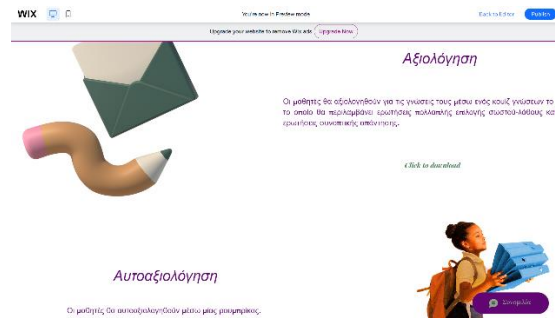 WIX
You're now in Preview mode
Back to Editor
Publish
Upgrade your website to remove Wix ads
Upgrade Now
Αξιολόγηση
Οι μαθητές θα αξιολογηθούν για τις γνώσεις τους μέσω ενός κουίζ γνώσεων το
το οποίο θα περιλαμβάνει ερωτήσεις πολλαπλής επιλογής σωστού-λάθους κα
ερωτήσεις συνοπτικής απάντησης.
Click to download
Αυτοαξιολόγηση
Οι μαθητές θα αυτοαξιολογηθούν μέσω μίας ρουμπρίκας.
Συνομιλία